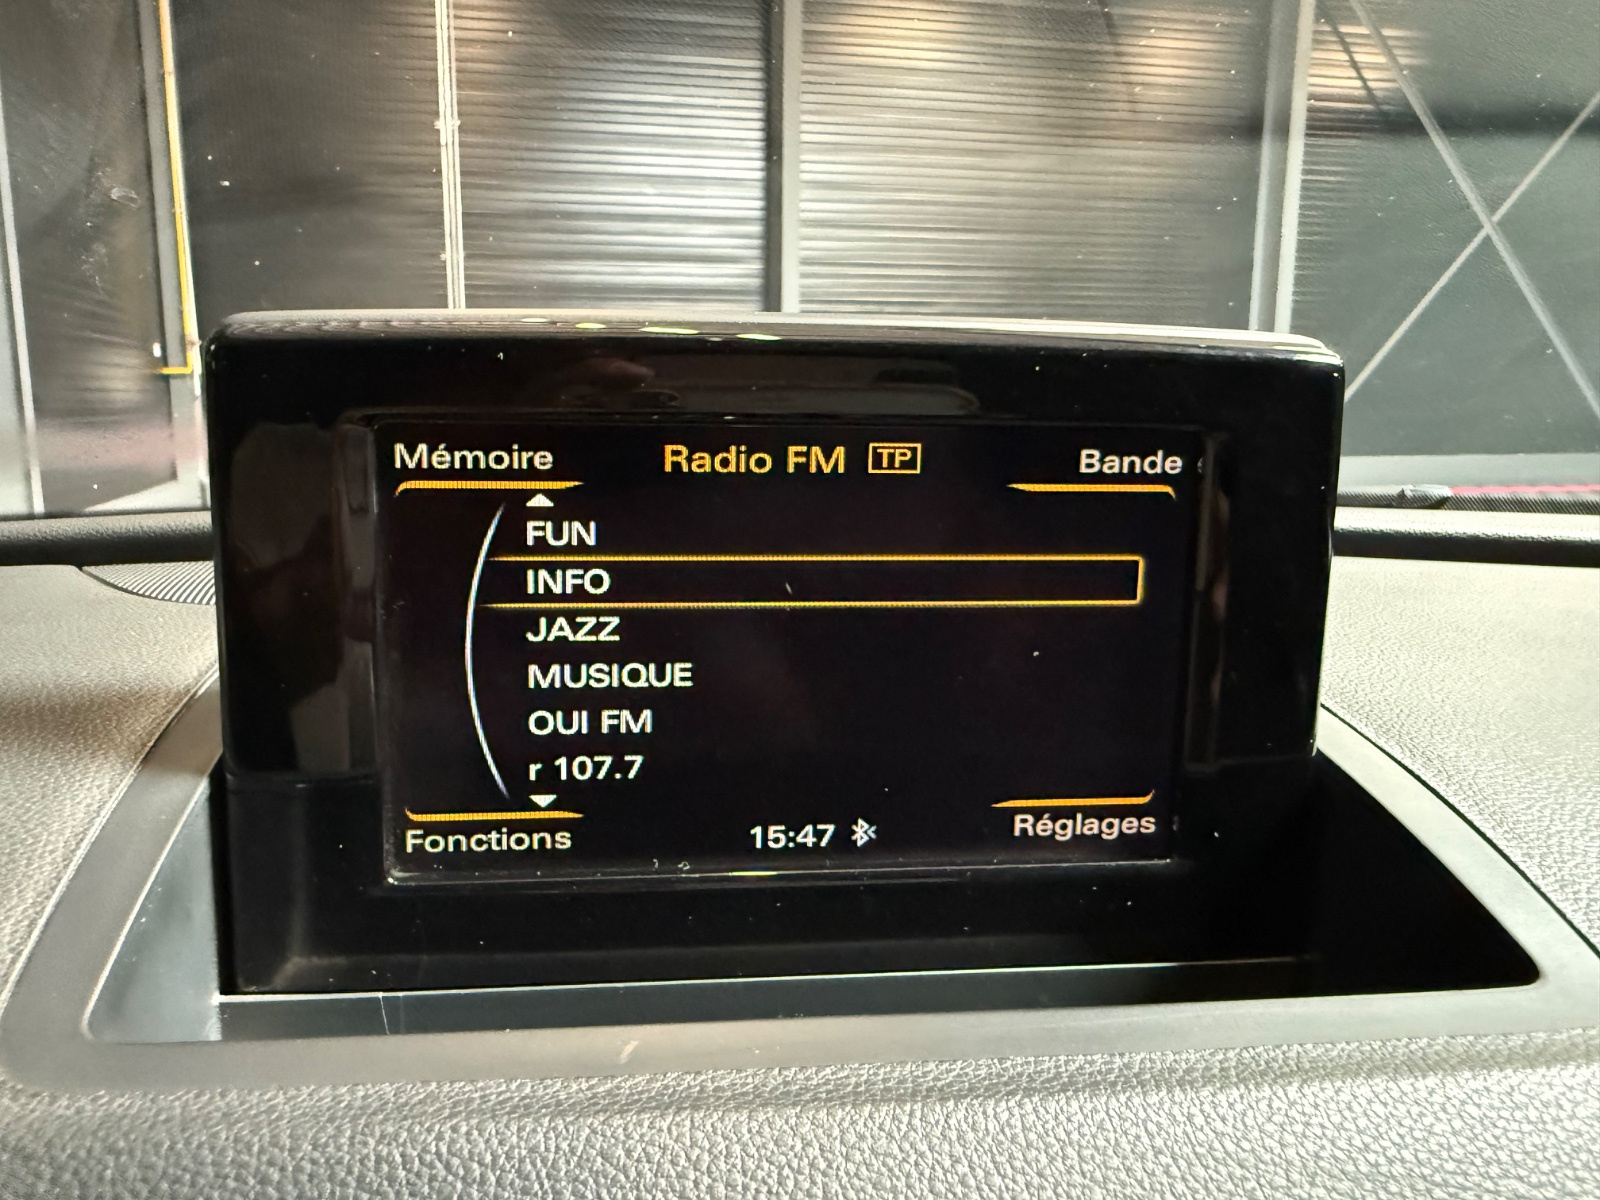 Mémoire Radio FM TP Bande
FUN
INFO
JAZZ
MUSIQUE
OUI FM
r 107.7
Fonctions 15:47 Réglages